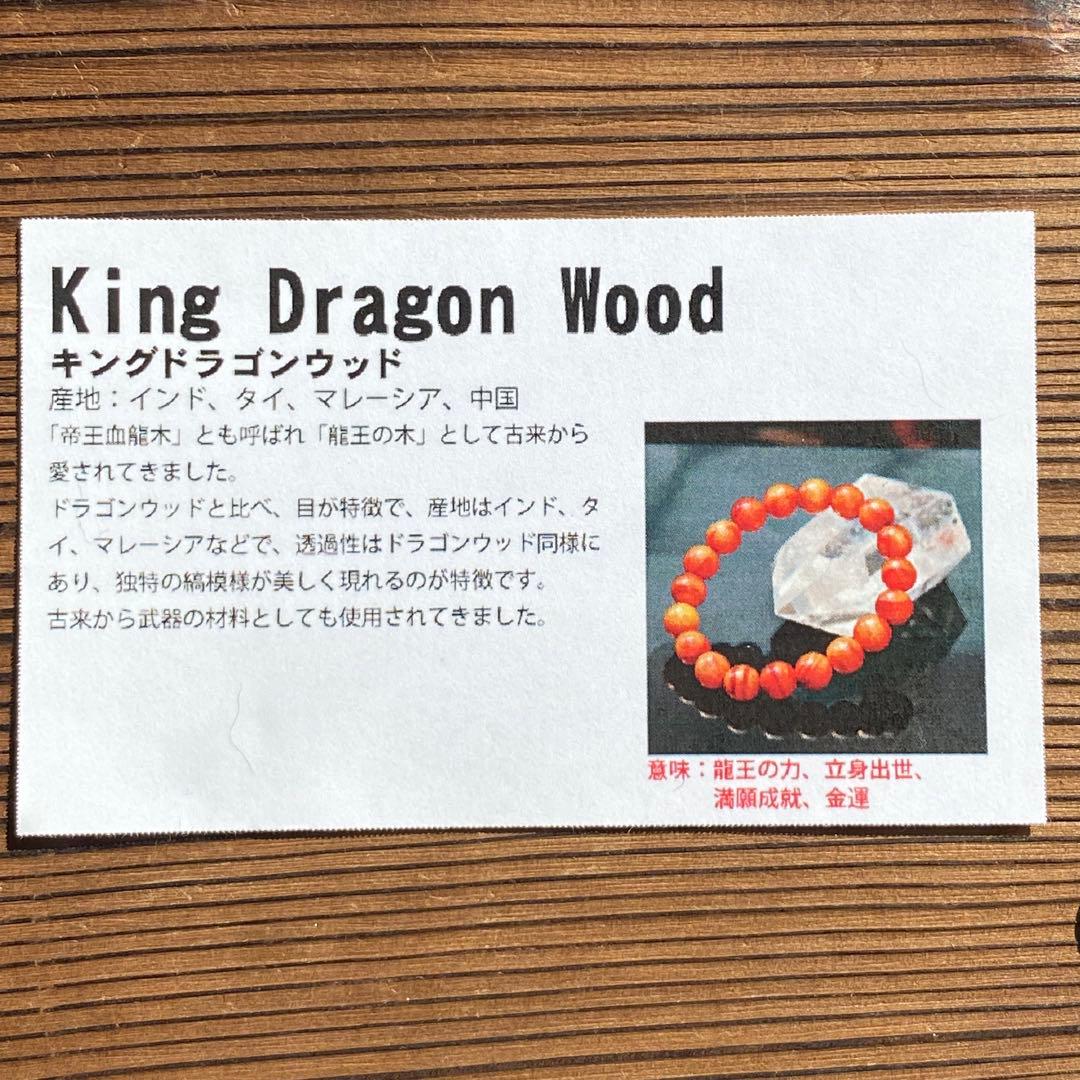 King Dragon Wood
キングドラゴンウッド
産地：インド、タイ、マレーシア、中国
「帝王血龍木」とも呼ばれ「龍王の木」として古来から
愛されてきました。
ドラゴンウッドと比べ、目が特徴で、産地はインド、タ
イ、マレーシアなどで、透過性はドラゴンウッド同様に
あり、独特の縞模様が美しく現れるのが特徴です。
古来から武器の材料としても使用されてきました。
意味：龍王の力、立身出世、
満願成就、金運